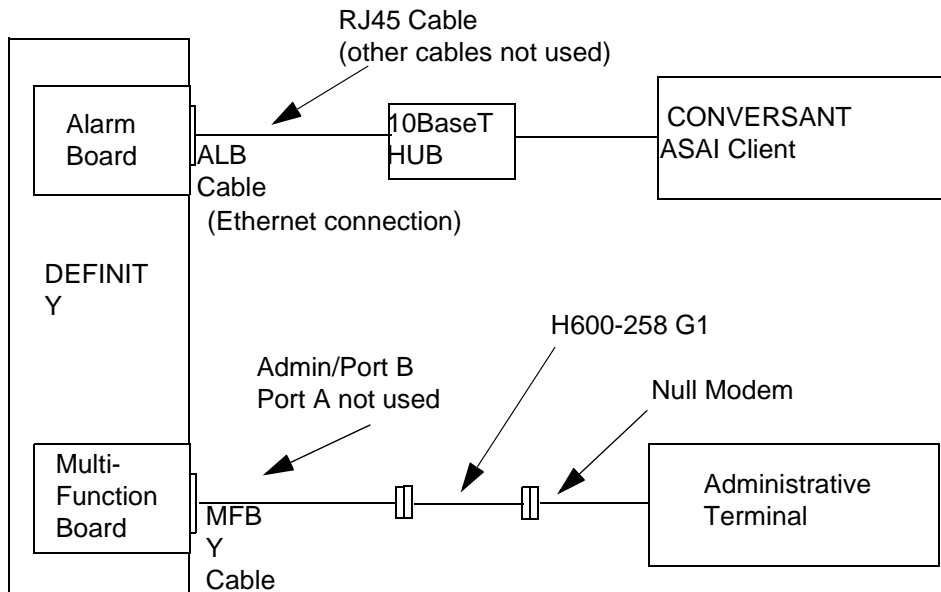 RJ45 Cable
(other cables not used)
Alarm
Board
10BaseT
HUB
CONVERSANT
ASAI Client
ALB
Cable
(Ethernet connection)
DEFINIT
Y
H600-258 G1
Admin/Port B
Port A not used
Null Modem
Multi-
Function
Board
Administrative
Terminal
MFB
Y
Cable